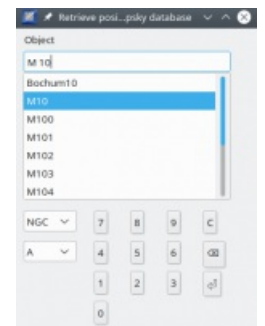 Retrieve posi...psky database
Object
M 10
Bochum10
M10
M100
M101
M102
M103
M104
NGC 7 8 9 C
A 4 5 6
1 2 3
0